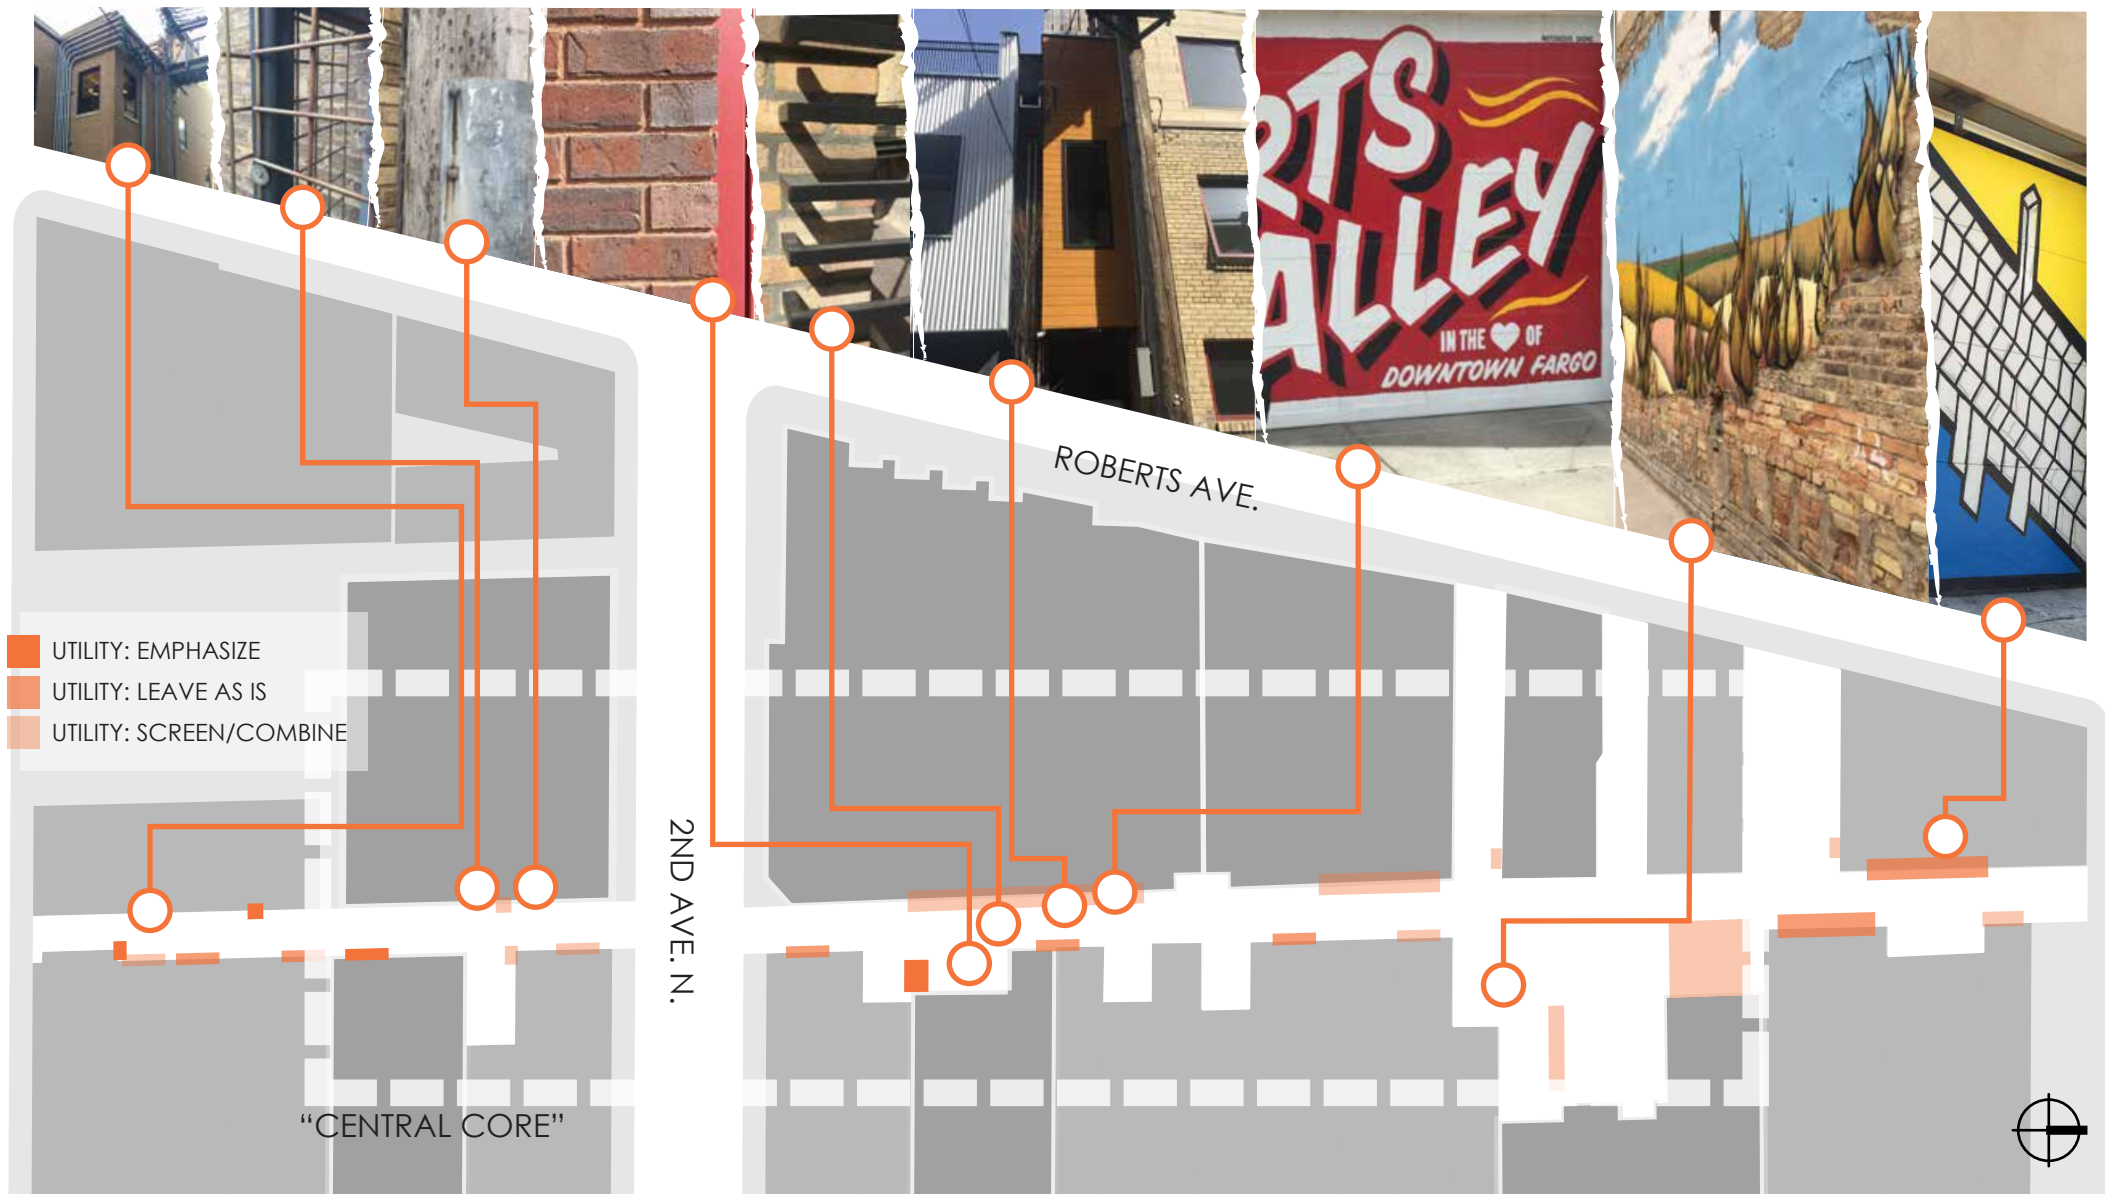 RTS
ALLEY
IN THE OF
DOWNTOWN FARGO
ROBERTS AVE.
UTILITY: EMPHASIZE
UTILITY: LEAVE AS IS
UTILITY: SCREEN/COMBINE
2ND AVE. N.
“CENTRAL CORE”